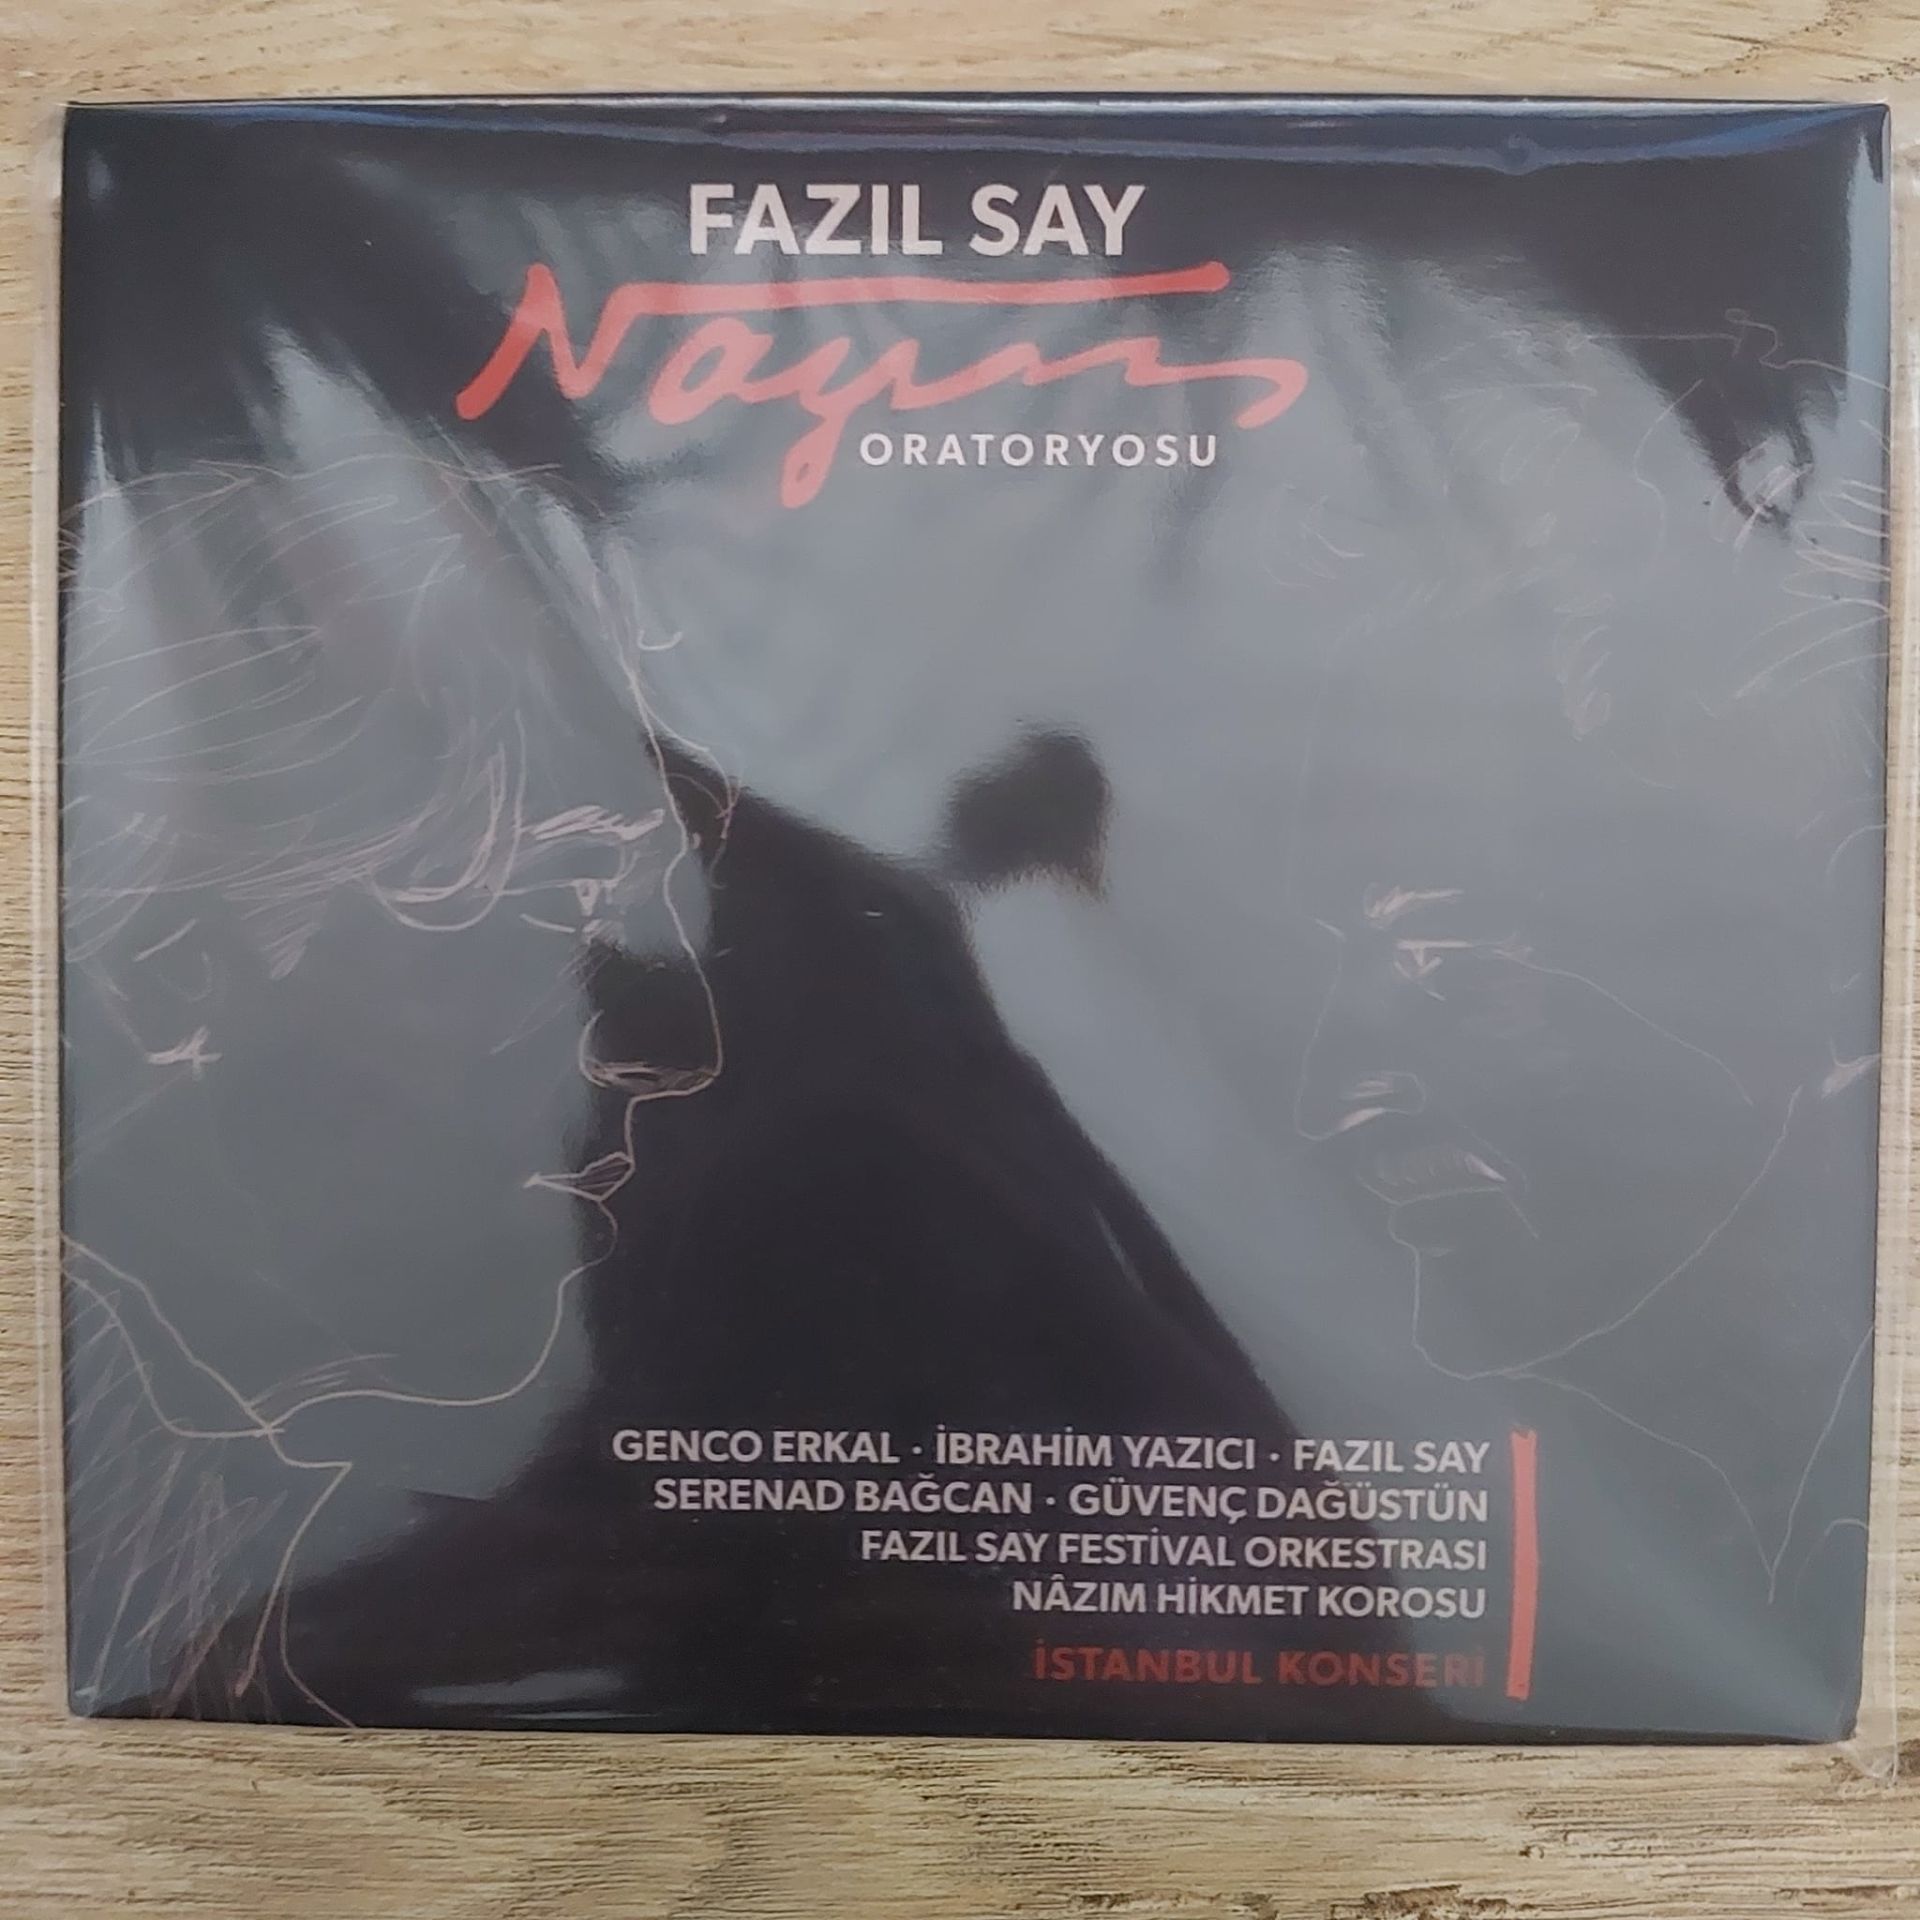 FAZIL SAY
Nazım
ORATORYOSU
GENCO ERKAL · İBRAHİM YAZICI · FAZIL SAY
SERENAD BAĞCAN · GÜVENÇ DAĞÜSTÜN
FAZIL SAY FESTİVAL ORKESTRASI
NÂZIM HİKMET KOROSU
İSTANBUL KONSERİ